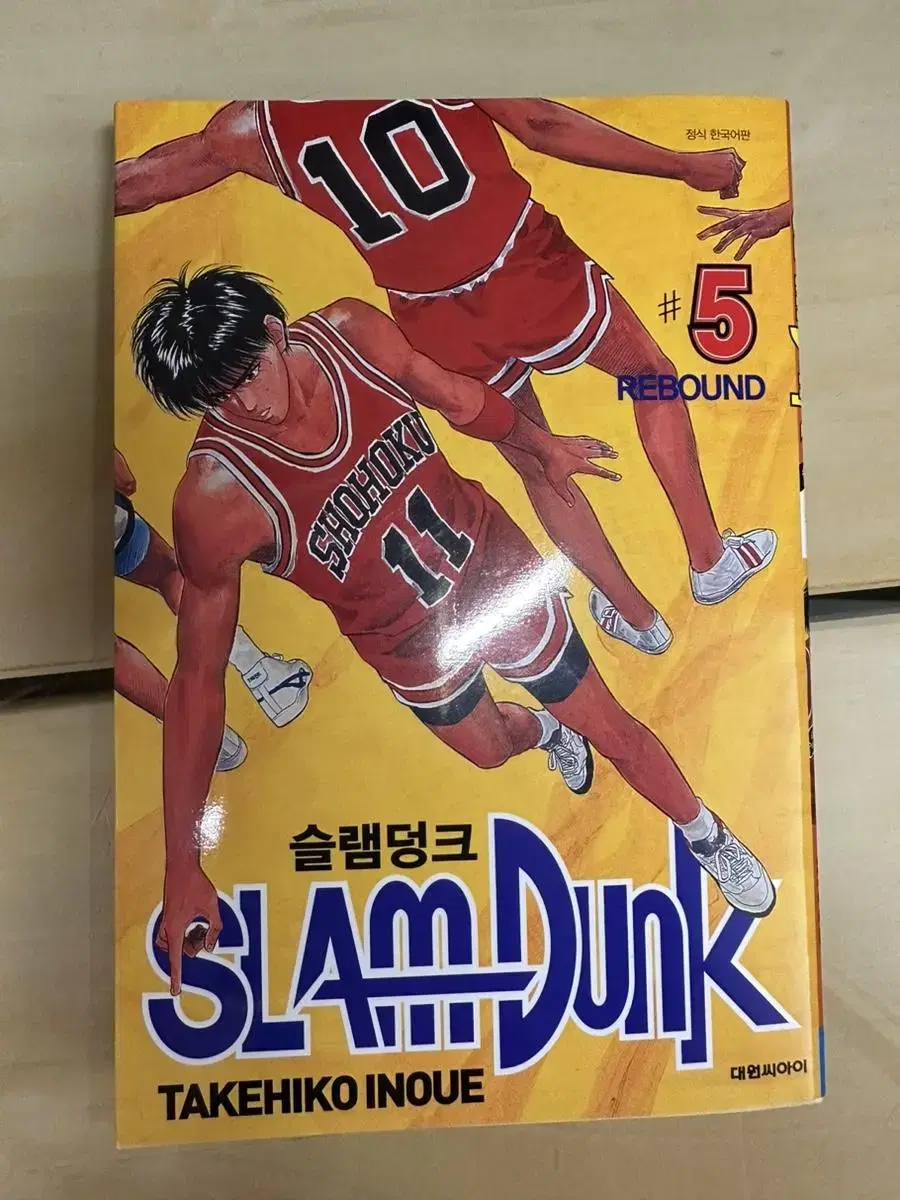 정식 한국어판
10
#5
REBOUND
SHOHOKU
11
슬램덩크
SLAM DUNK
TAKEHIKO INOUE
대원씨아이